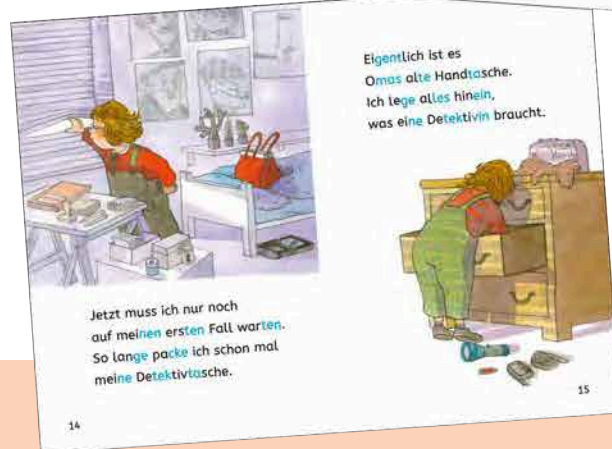 Jetzt muss ich nur noch
auf meinen ersten Fall warten.
So lange packe ich schon mal
meine Detektivtasche.
14
Eigentlich ist es
Omas alte Handtasche.
Ich lege alles hinein,
was eine Detektivin braucht.
15